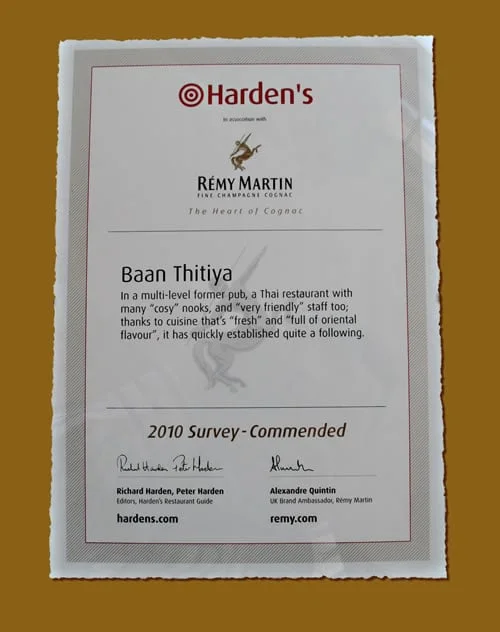 Harden's
In association with
RÉMY MARTIN
FINE CHAMPAGNE COGNAC
The Heart of Cognac
Baan Thitiya
In a multi-level former pub, a Thai restaurant with
many “cosy” nooks, and “very friendly” staff too;
thanks to cuisine that's “fresh” and “full of oriental
flavour”, it has quickly established quite a following.
2010 Survey - Commended
Richard Harden, Peter Harden
Editors, Harden's Restaurant Guide
hardens.com
Alexandre Quintin
UK Brand Ambassador, Rémy Martin
remy.com